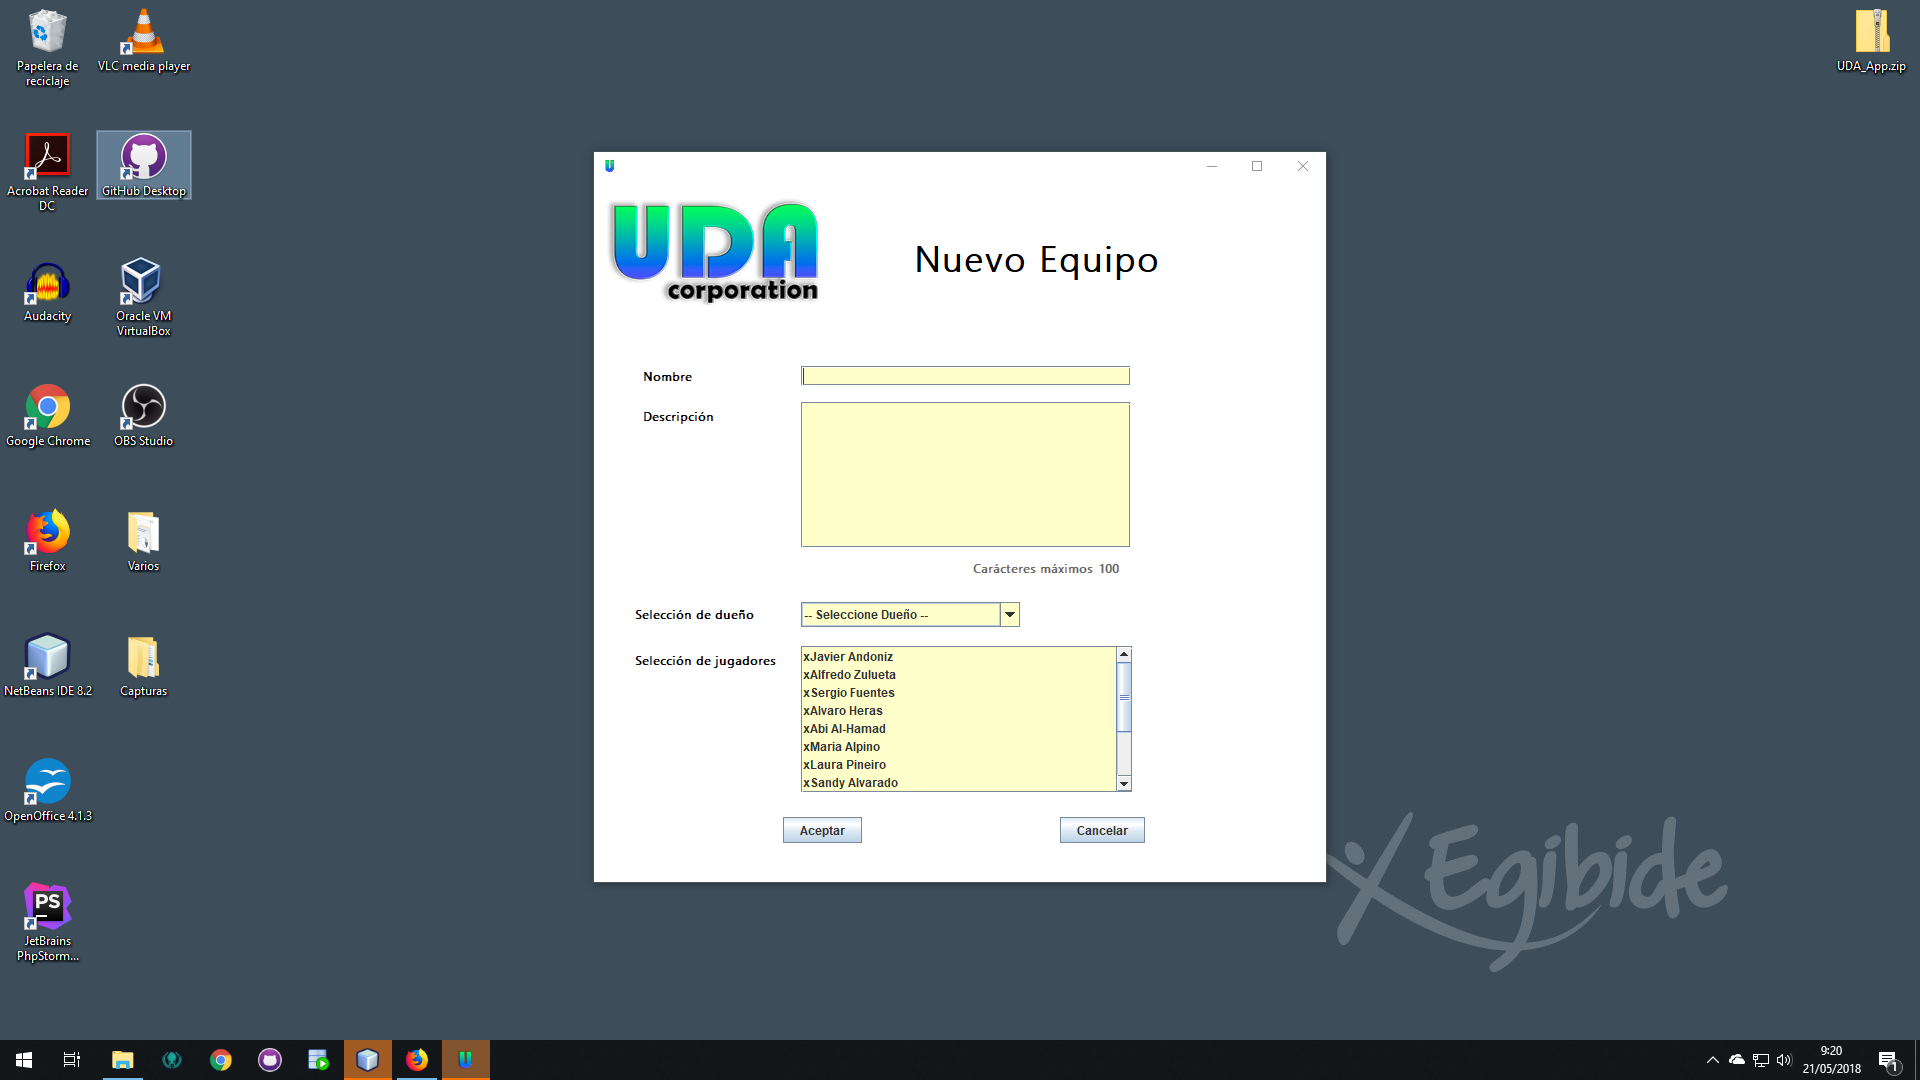 Papelera de
reciclaje
VLC media player
UDA_App.zip
Acrobat Reader
DC
GitHub Desktop
Audacity
Oracle VM
VirtualBox
Google Chrome
OBS Studio
Firefox
Varios
NetBeans IDE 8.2
Capturas
OpenOffice 4.1.3
PS
JetBrains
PhpStorm...
U
UDA
corporation
Nuevo Equipo
Nombre
Descripción
Carácteres máximos 100
Selección de dueño
-- Seleccione Dueño --
Selección de jugadores
xJavier Andoniz
xAlfredo Zulueta
xSergio Fuentes
xAlvaro Heras
xAbi Al-Hamad
xMaria Alpino
xLaura Pineiro
xSandy Alvarado
Aceptar
Cancelar
Egibide
U
9:20
21/05/2018
1